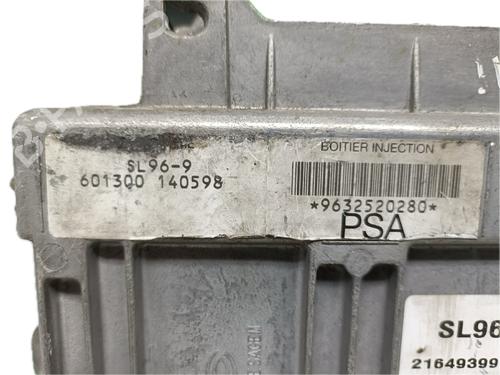 BOITIER INJECTION
SL96-9
601300 140598
*9632520280*
PSA
SL96
21649399